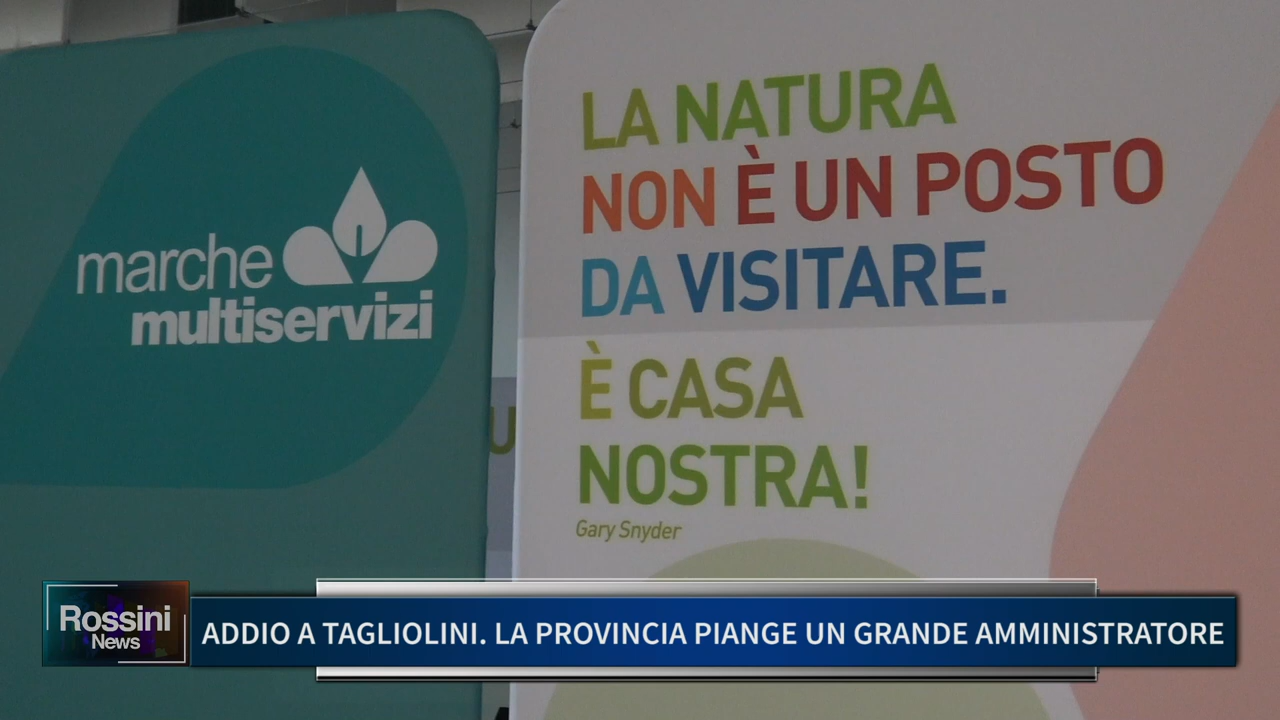 marche
multiservizi
LA NATURA
NON È UN POSTO
DA VISITARE.
È CASA
NOSTRA!
Gary Snyder
U
Rossini
News
ADDIO A TAGLIOLINI. LA PROVINCIA PIANGE UN GRANDE AMMINISTRATORE